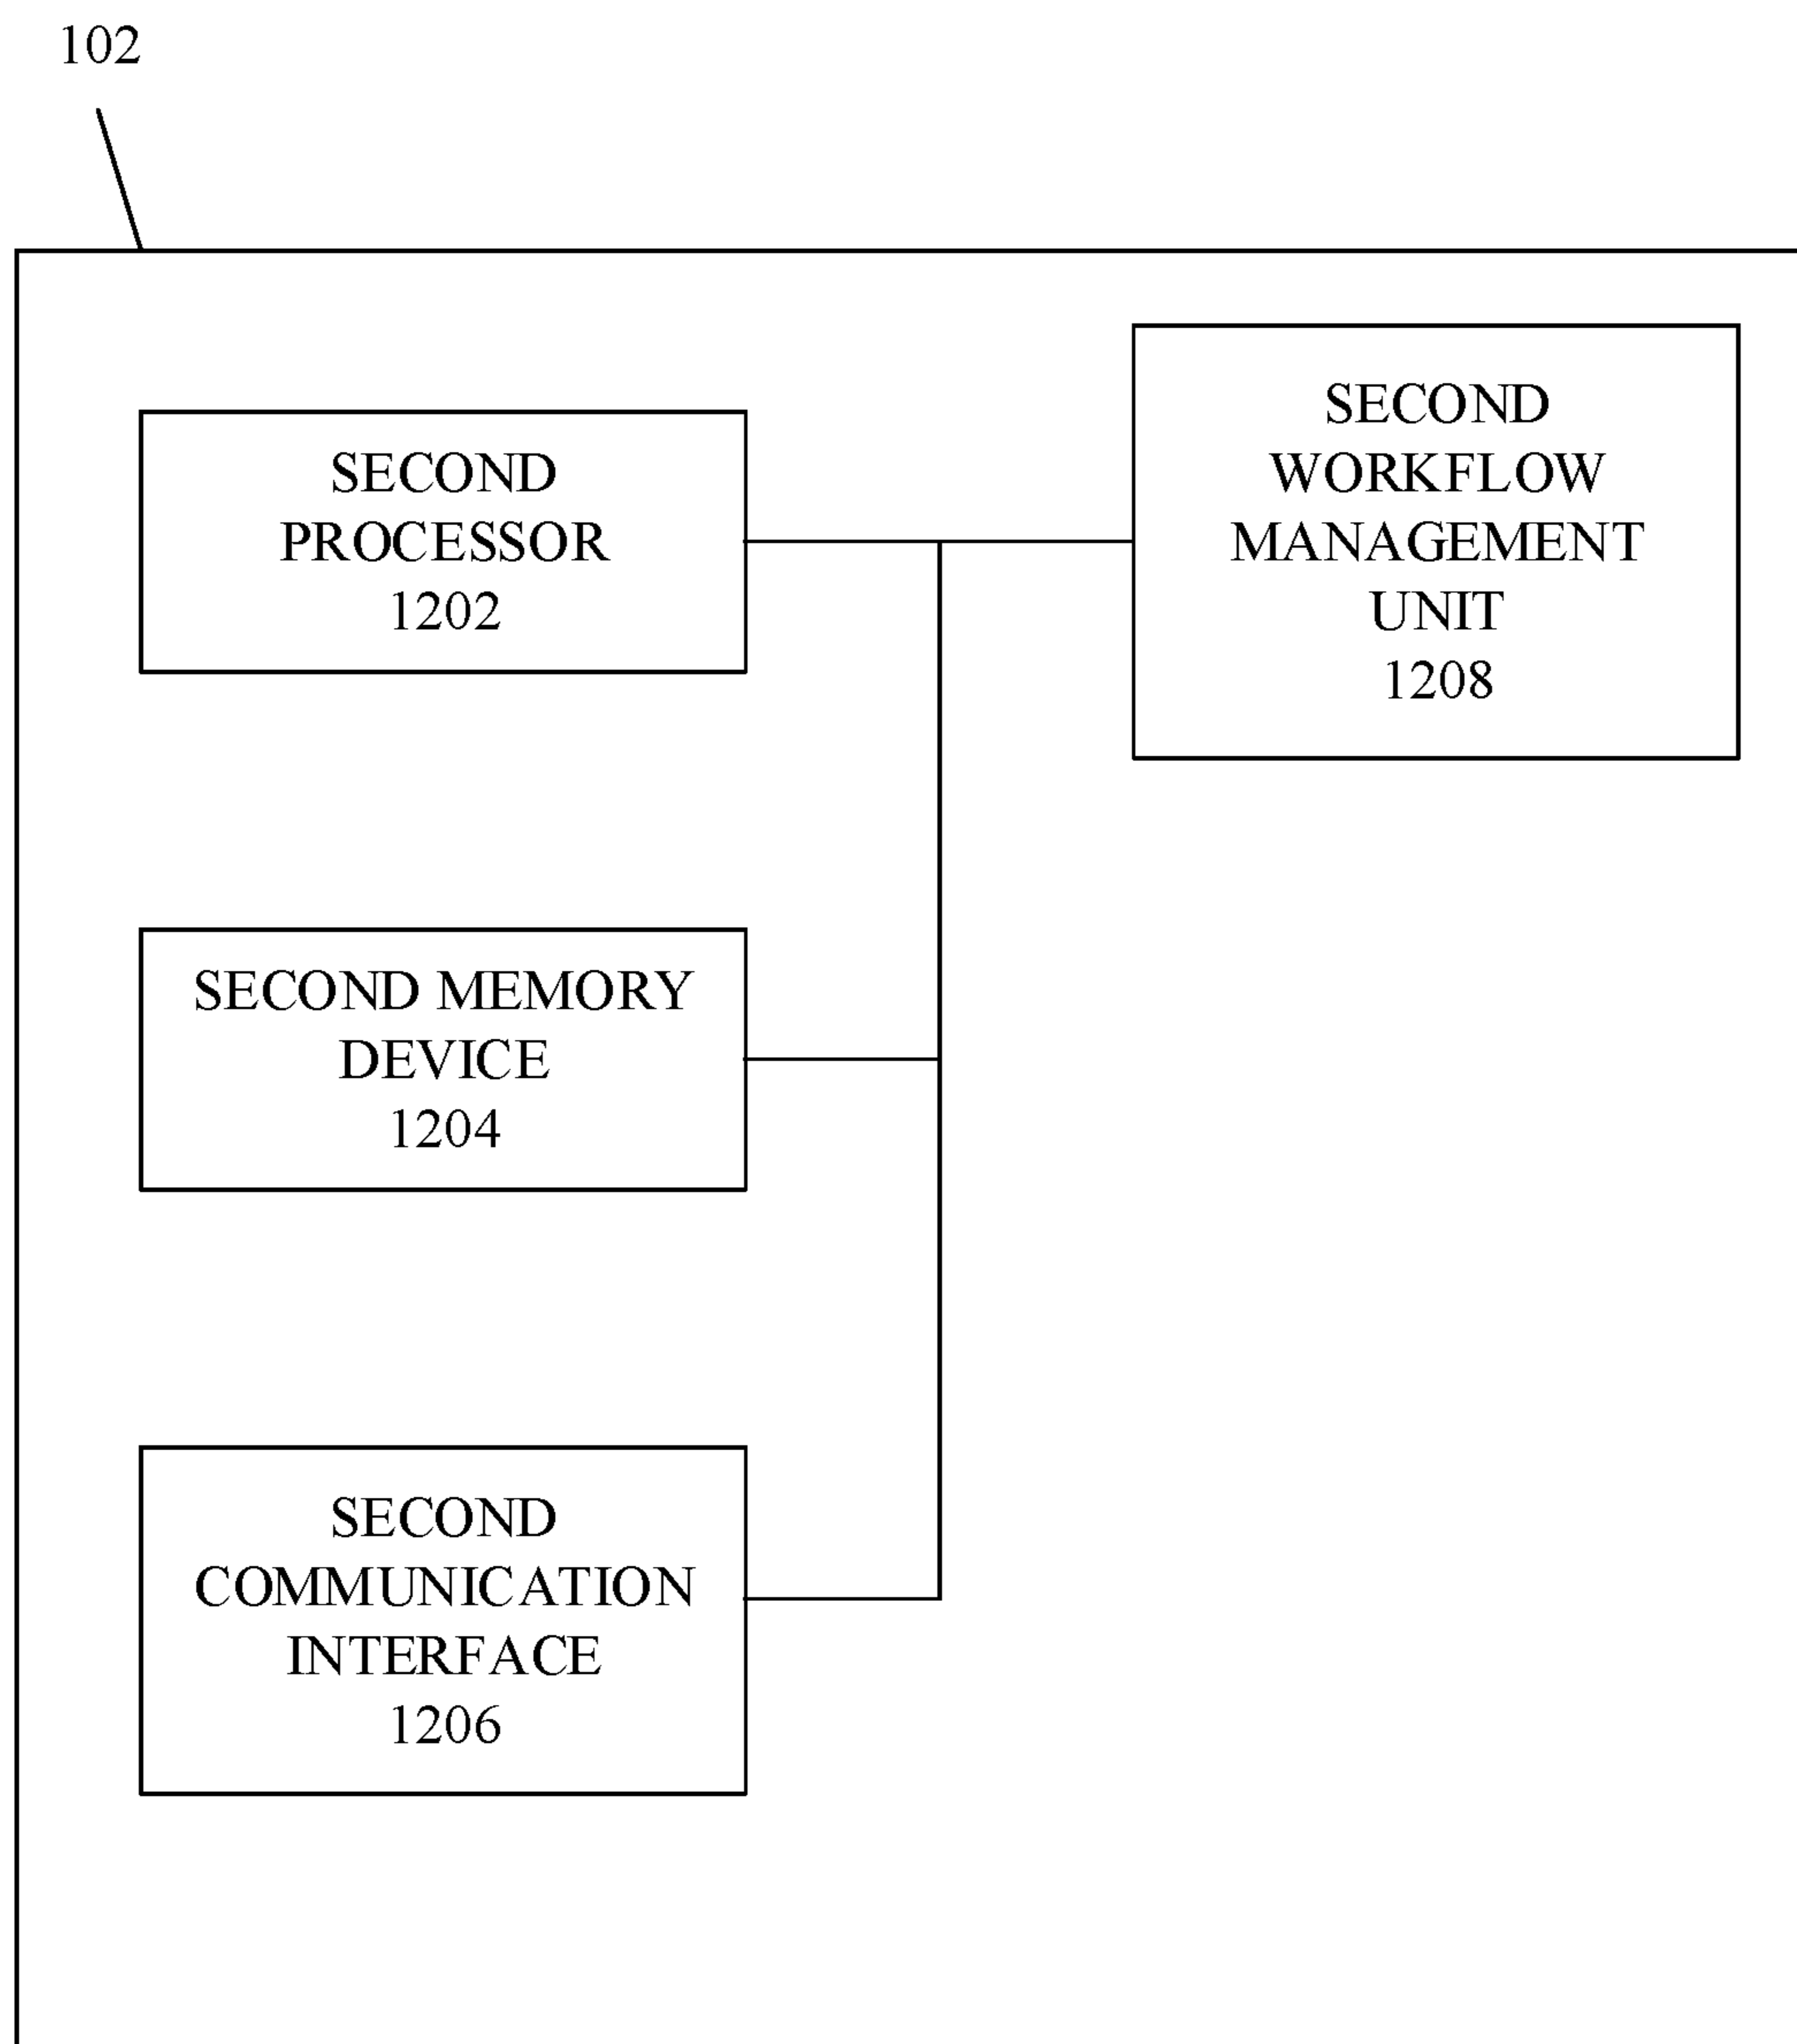 102
SECOND
PROCESSOR
1202
SECOND
WORKFLOW
MANAGEMENT
UNIT
1208
SECOND MEMORY
DEVICE
1204
SECOND
COMMUNICATION
INTERFACE
1206